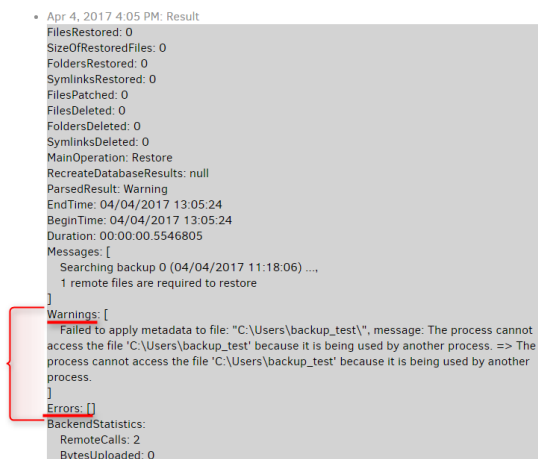 Apr 4, 2017 4:05 PM: Result
FilesRestored: 0
SizeOfRestoredFiles: 0
FoldersRestored: 0
SymlinksRestored: 0
FilesPatched: 0
FilesDeleted: 0
FoldersDeleted: 0
SymlinksDeleted: 0
MainOperation: Restore
RecreateDatabaseResults: null
ParsedResult: Warning
EndTime: 04/04/2017 13:05:24
BeginTime: 04/04/2017 13:05:24
Duration: 00:00:00.5546805
Messages: [
Searching backup 0 (04/04/2017 11:18:06) ...,
1 remote files are required to restore
]
Warnings: [
Failed to apply metadata to file: "C:\Users\backup_test\", message: The process cannot
access the file 'C:\Users\backup_test' because it is being used by another process. => The
process cannot access the file 'C:\Users\backup_test' because it is being used by another
process.
]
Errors: []
BackendStatistics:
RemoteCalls: 2
BytesUploaded: 0